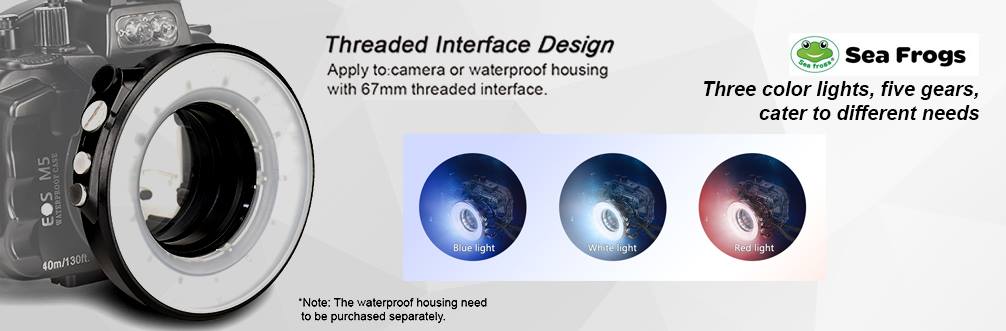 Threaded Interface Design
Apply to:camera or waterproof housing
with 67mm threaded interface.
Sea frogs®
Sea Frogs
Three color lights, five gears,
cater to different needs
EOS M5
WATERPROOF CASE
40m/130ft.
Blue light
White light
Red light
*Note: The waterproof housing need
to be purchased separately.